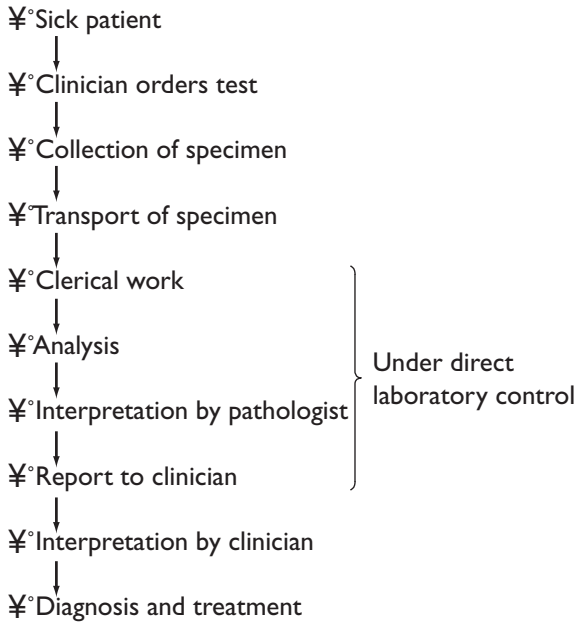 ¥°Sick patient
¥°Clinician orders test
¥°Collection of specimen
¥°Transport of specimen
¥°Clerical work
¥°Analysis
¥°Interpretation by pathologist
¥°Report to clinician
Under direct
laboratory control
¥°Interpretation by clinician
¥°Diagnosis and treatment